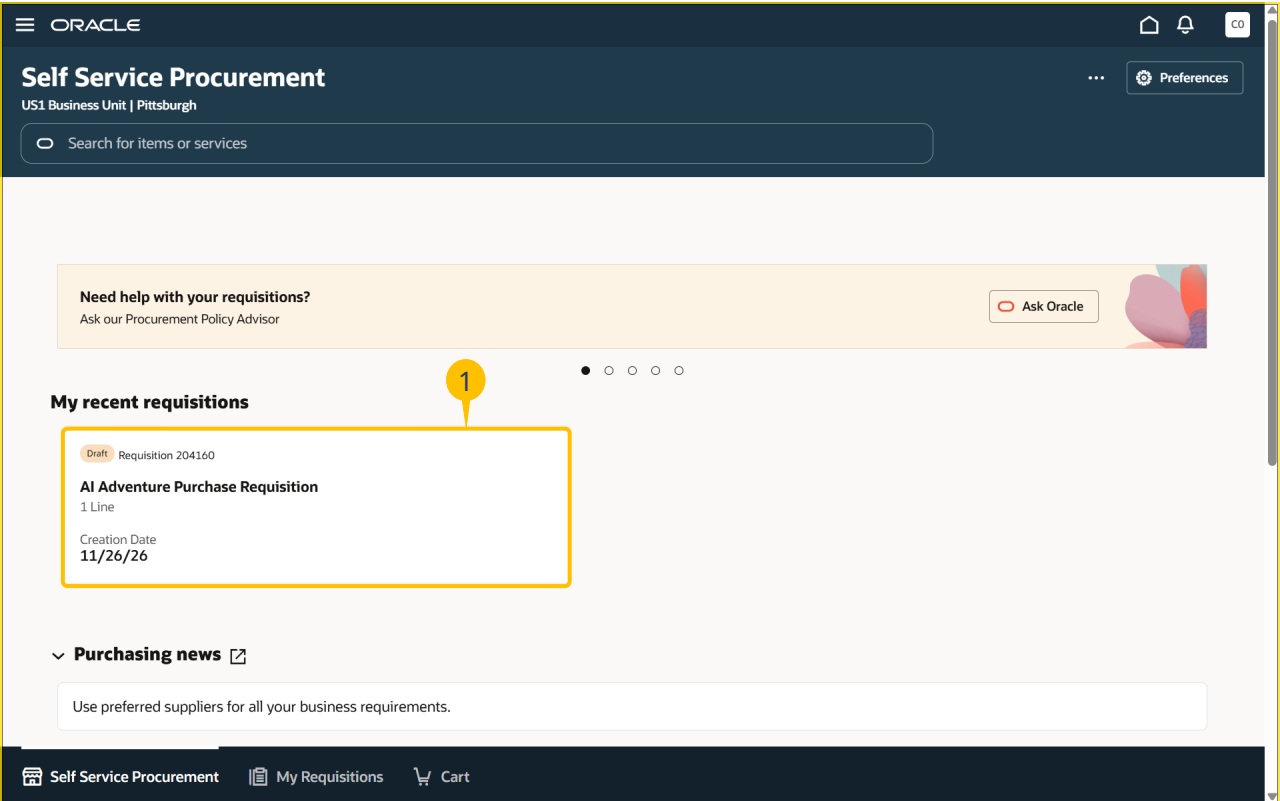 ORACLE
CO
Self Service Procurement
Preferences
US1 Business Unit | Pittsburgh
Search for items or services
Need help with your requisitions?
Ask our Procurement Policy Advisor
Ask Oracle
1
My recent requisitions
Draft Requisition 204160
AI Adventure Purchase Requisition
1 Line
Creation Date
11/26/26
Purchasing news
Use preferred suppliers for all your business requirements.
Self Service Procurement My Requisitions Cart